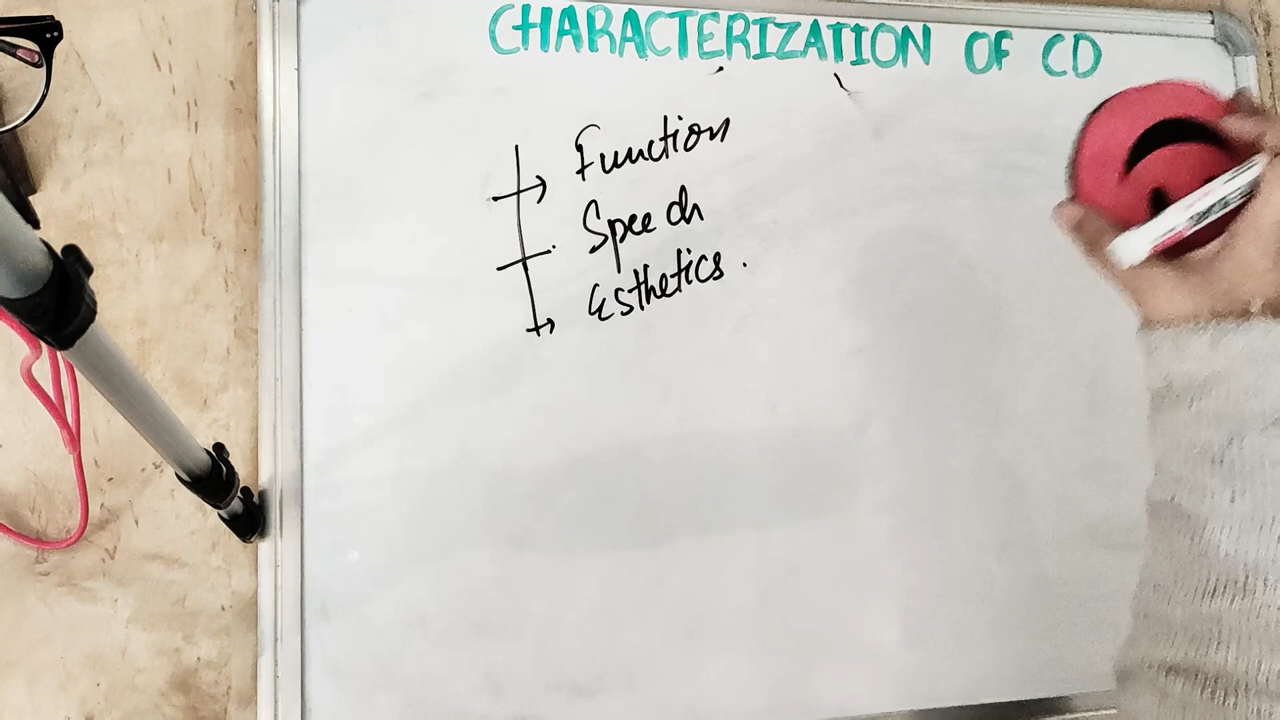 CHARACTERIZATION OF CD
Function
Speech
Esthetics.